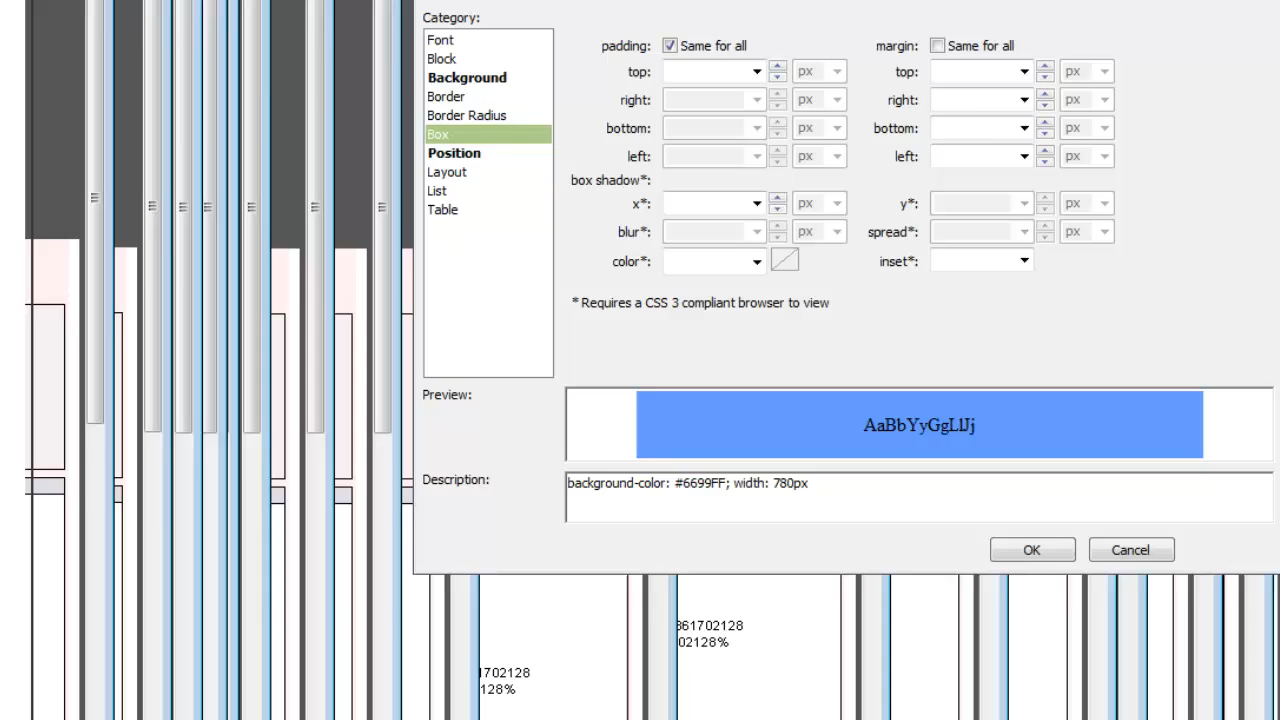 Category:
Font
Block
Background
Border
Border Radius
Box
Position
Layout
List
Table
padding: Same for all
margin: Same for all
top: px
top: px
right: px
right: px
bottom: px
bottom: px
left: px
left: px
box shadow*:
x*: px
y*: px
blur*: px
spread*: px
color*:
inset*:
* Requires a CSS 3 compliant browser to view
Preview:
AaBbYyGgLlJj
Description:
background-color: #6699FF; width: 780px
OK
Cancel
861702128
02128%
1702128
128%